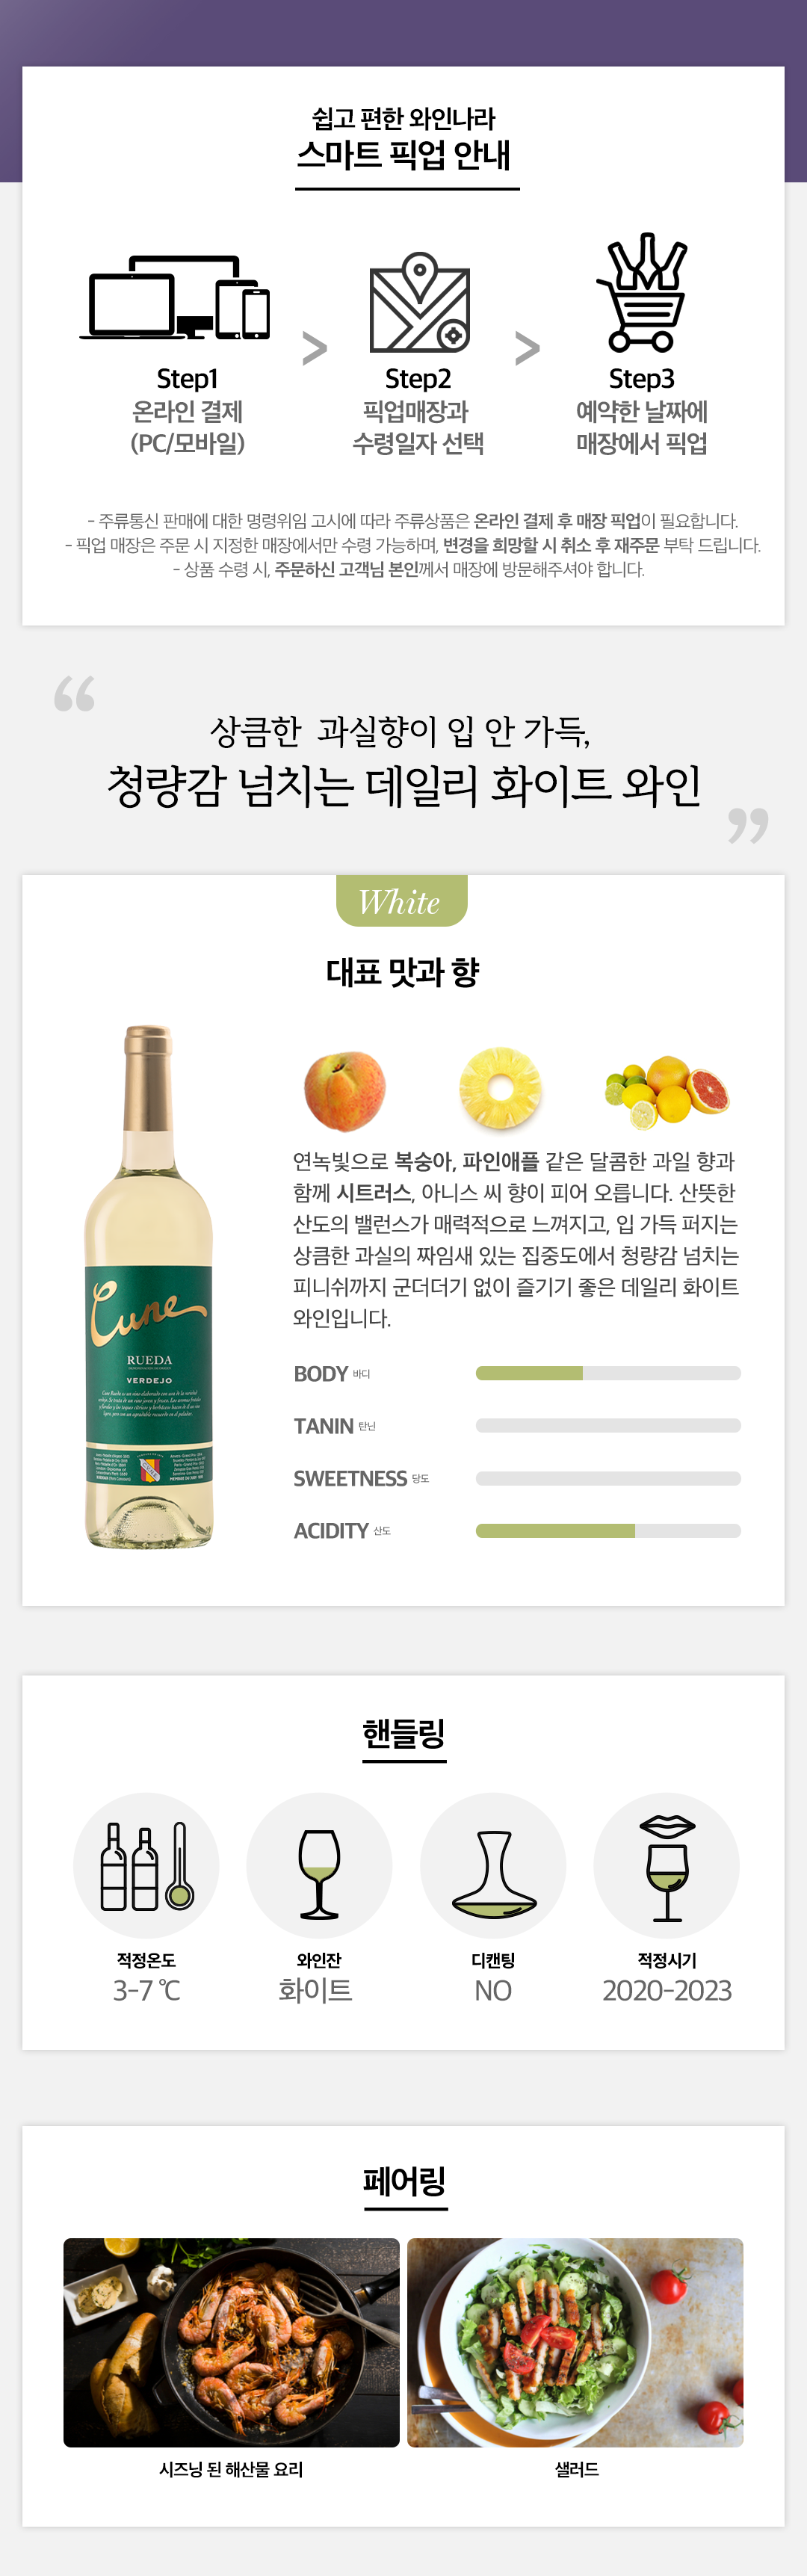 쉽고 편한 와인나라
스마트 픽업 안내
>
>
Step1
온라인 결제
(PC/모바일)
Step2
픽업매장과
수령일자 선택
Step3
예약한 날짜에
매장에서 픽업
- 주류통신 판매에 대한 명령위임 고시에 따라 주류상품은 온라인 결제 후 매장 픽업이 필요합니다.
- 픽업 매장은 주문 시 지정한 매장에서만 수령 가능하며, 변경을 희망할 시 취소 후 재주문 부탁 드립니다.
- 상품 수령 시, 주문하신 고객님 본인께서 매장에 방문해주셔야 합니다.
“
상큼한 과실향이 입 안 가득,
청량감 넘치는 데일리 화이트 와인
”
White
대표 맛과 향
연녹빛으로 복숭아, 파인애플 같은 달콤한 과일 향과
함께 시트러스, 아니스 씨 향이 피어 오릅니다. 산뜻한
산도의 밸런스가 매력적으로 느껴지고, 입 가득 퍼지는
상큼한 과실의 짜임새 있는 집중도에서 청량감 넘치는
피니쉬까지 군더더기 없이 즐기기 좋은 데일리 화이트
와인입니다.
Cune
RUEDA
VERDEJO
BODY 바디
TANIN 탄닌
SWEETNESS 당도
ACIDITY 산도
핸들링
적정온도
3-7 ℃
와인잔
화이트
디캔팅
NO
적정시기
2020-2023
페어링
시즈닝 된 해산물 요리
샐러드